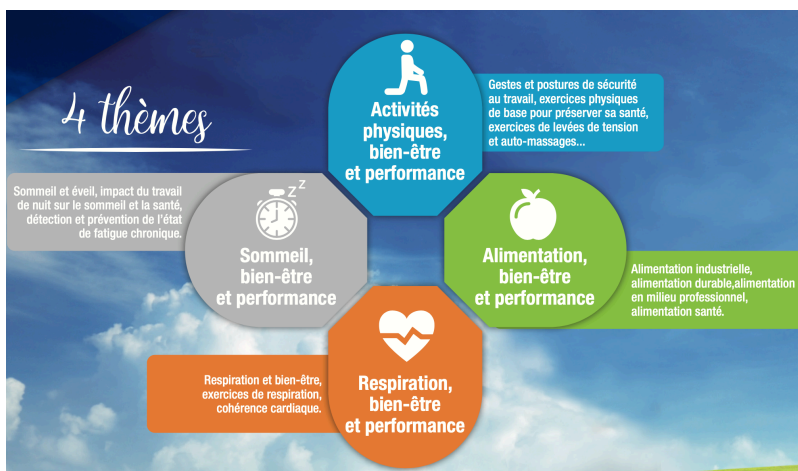 4 thèmes
Activités
physiques,
bien-être
et performance
Gestes et postures de sécurité
au travail, exercices physiques
de base pour préserver sa santé,
exercices de levées de tension
et auto-massages...
Sommeil et éveil, impact du travail
de nuit sur le sommeil et la santé,
détection et prévention de l'état
de fatigue chronique.
z z z
Sommeil,
bien-être
et performance
Alimentation,
bien-être
et performance
Alimentation industrielle,
alimentation durable,alimentation
en milieu professionnel,
alimentation santé.
Respiration et bien-être,
exercices de respiration,
cohérence cardiaque.
Respiration,
bien-être
et performance